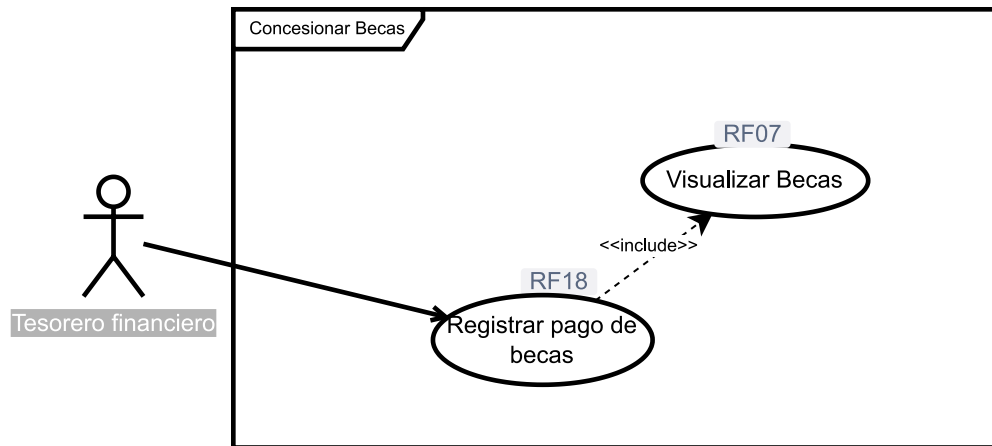 Concesionar Becas
RF07
Visualizar Becas
<<include>>
RF18
Registrar pago de
becas
Tesorero financiero